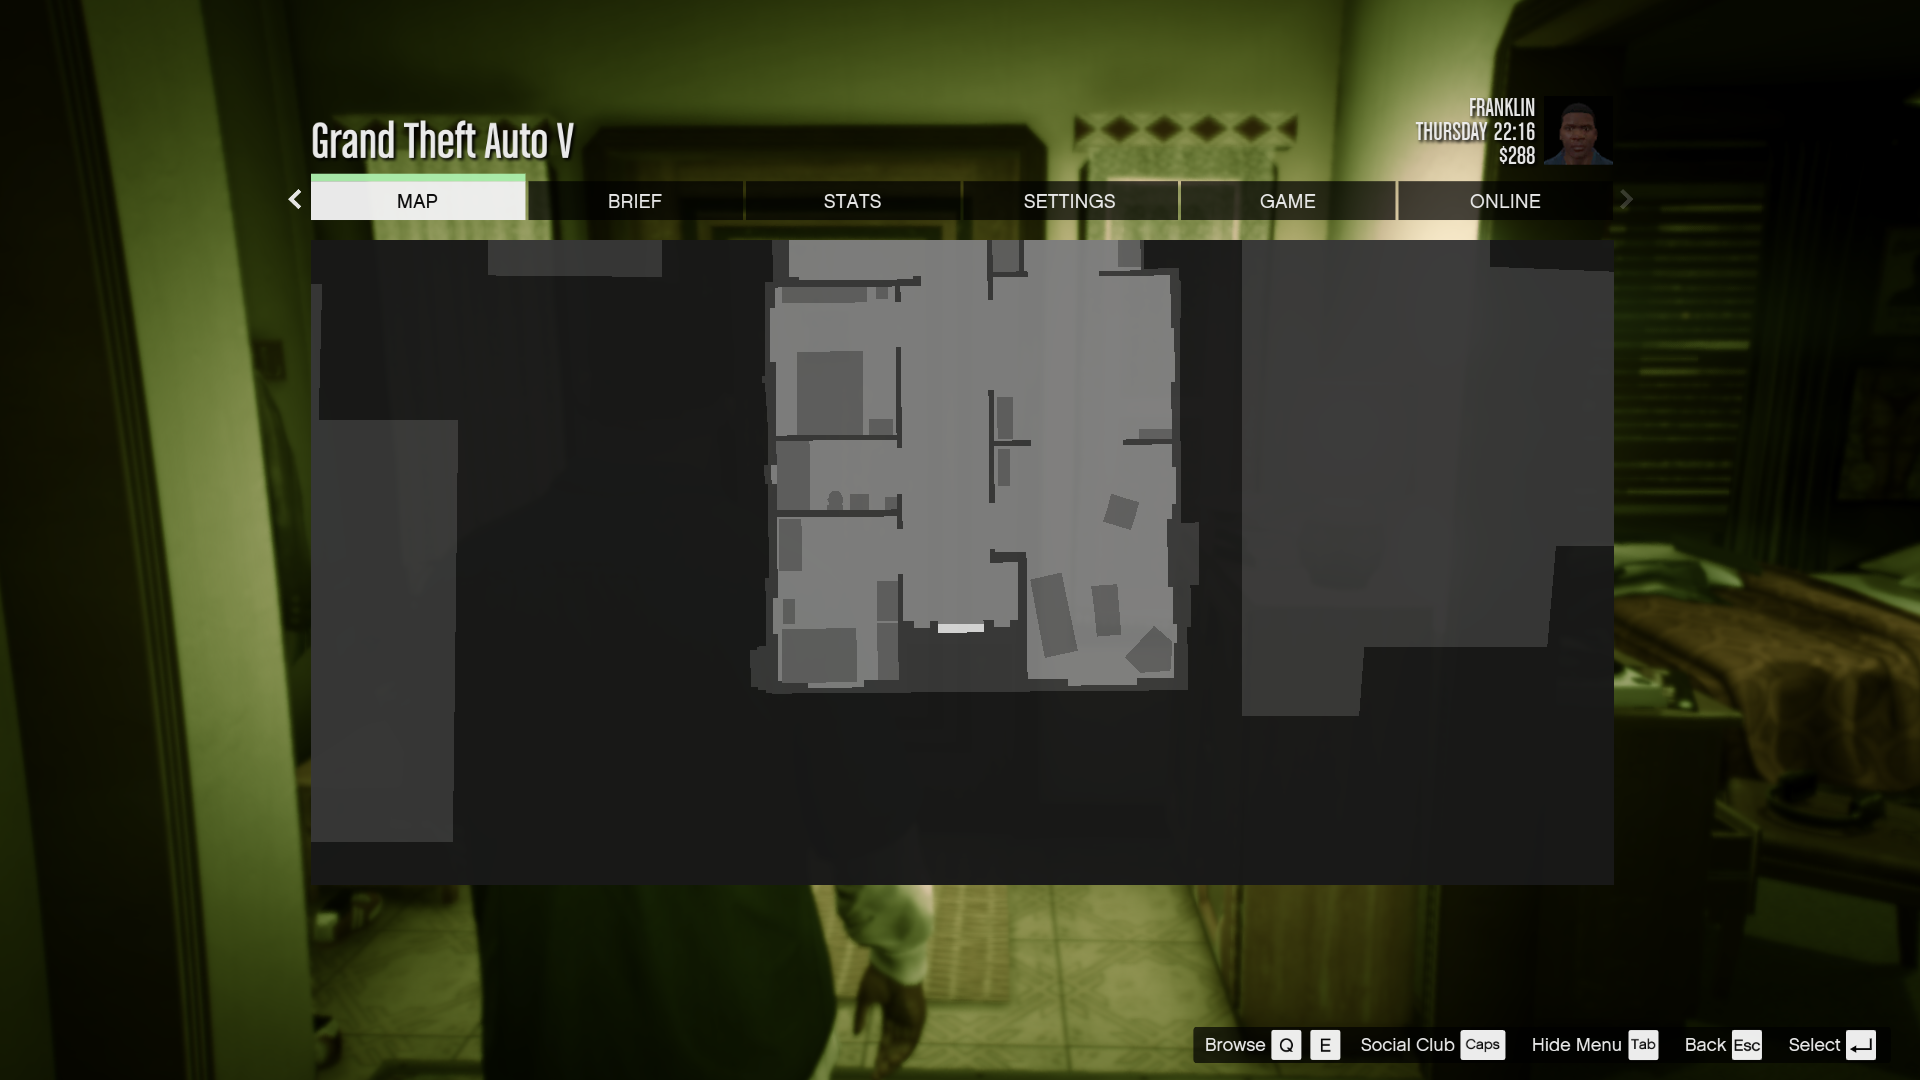 Grand Theft Auto V
FRANKLIN
THURSDAY 22:16
$288
MAP BRIEF STATS SETTINGS GAME ONLINE
Browse Q E Social Club Caps Hide Menu Tab Back Esc Select